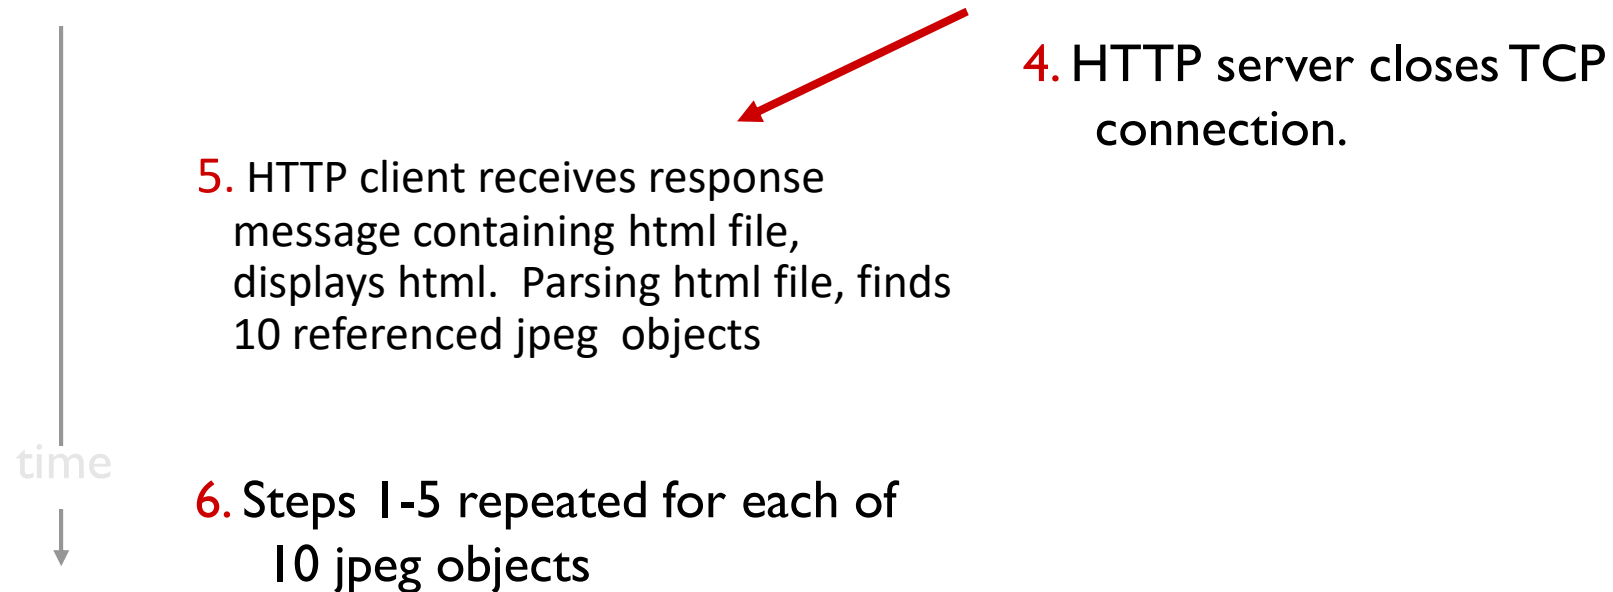 4. HTTP server closes TCP
connection.
5. HTTP client receives response
message containing html file,
displays html.  Parsing html file, finds
10 referenced jpeg  objects
time
6. Steps 1-5 repeated for each of
10 jpeg objects